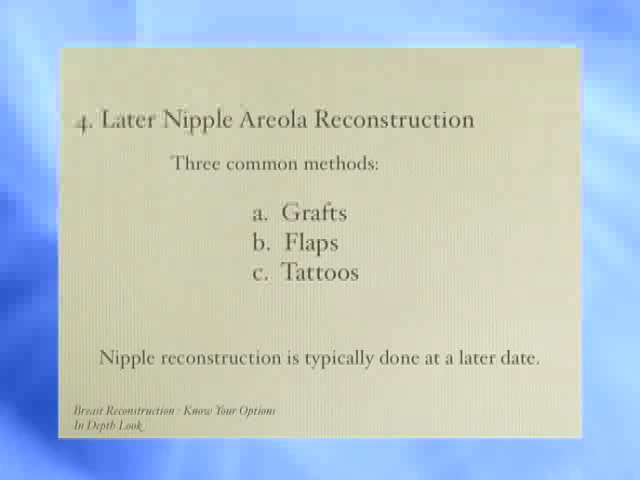 4. Later Nipple Areola Reconstruction
Three common methods:
a. Grafts
b. Flaps
c. Tattoos
Nipple reconstruction is typically done at a later date.
Breast Reconstruction - Know Your Options
In Depth Look